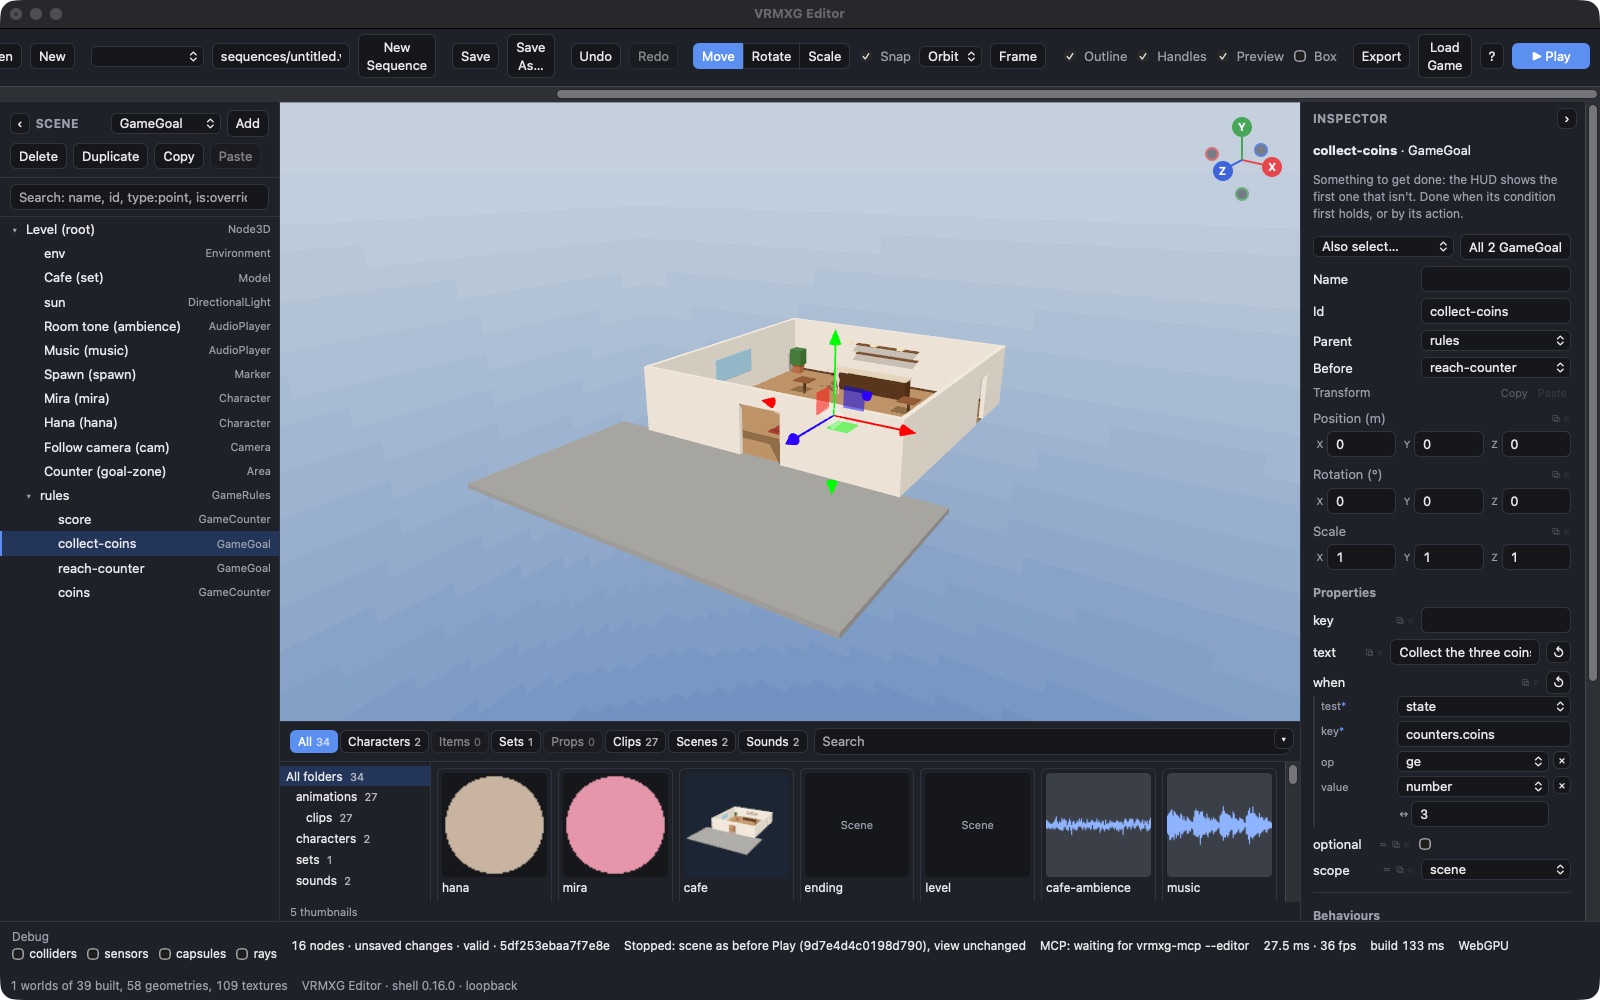 VRMXG Editor
en New sequences/untitled. New Sequence Save Save As... Undo Redo Move Rotate Scale Snap Orbit Frame Outline Handles Preview Box Export Load Game ? Play
SCENE GameGoal Add
Delete Duplicate Copy Paste
Search: name, id, type:point, is:overri
Level (root) Node3D
env Environment
Cafe (set) Model
sun DirectionalLight
Room tone (ambience) AudioPlayer
Music (music) AudioPlayer
Spawn (spawn) Marker
Mira (mira) Character
Hana (hana) Character
Follow camera (cam) Camera
Counter (goal-zone) Area
rules GameRules
score GameCounter
collect-coins GameGoal
reach-counter GameGoal
coins GameCounter
Y
Z X
All 34 Characters 2 Items 0 Sets 1 Props 0 Clips 27 Scenes 2 Sounds 2 Search
All folders 34
animations 27
clips 27
characters 2
sets 1
sounds 2
Scene Scene
hana mira cafe ending level cafe-ambience music
5 thumbnails
INSPECTOR
collect-coins · GameGoal
Something to get done: the HUD shows the
first one that isn't. Done when its condition
first holds, or by its action.
Also select... All 2 GameGoal
Name
Id collect-coins
Parent rules
Before reach-counter
Transform Copy Paste
Position (m)
X 0 Y 0 Z 0
Rotation (°)
X 0 Y 0 Z 0
Scale
X 1 Y 1 Z 1
Properties
key
text Collect the three coin
when
test* state
key* counters.coins
op ge
value number
3
optional
scope scene
Behaviours
Debug
colliders sensors capsules rays
16 nodes · unsaved changes · valid · 5df253ebaa7f7e8e Stopped: scene as before Play (9d7e4d4c0198d790), view unchanged MCP: waiting for vrmxg-mcp --editor 27.5 ms · 36 fps build 133 ms WebGPU
1 worlds of 39 built, 58 geometries, 109 textures VRMXG Editor · shell 0.16.0 · loopback